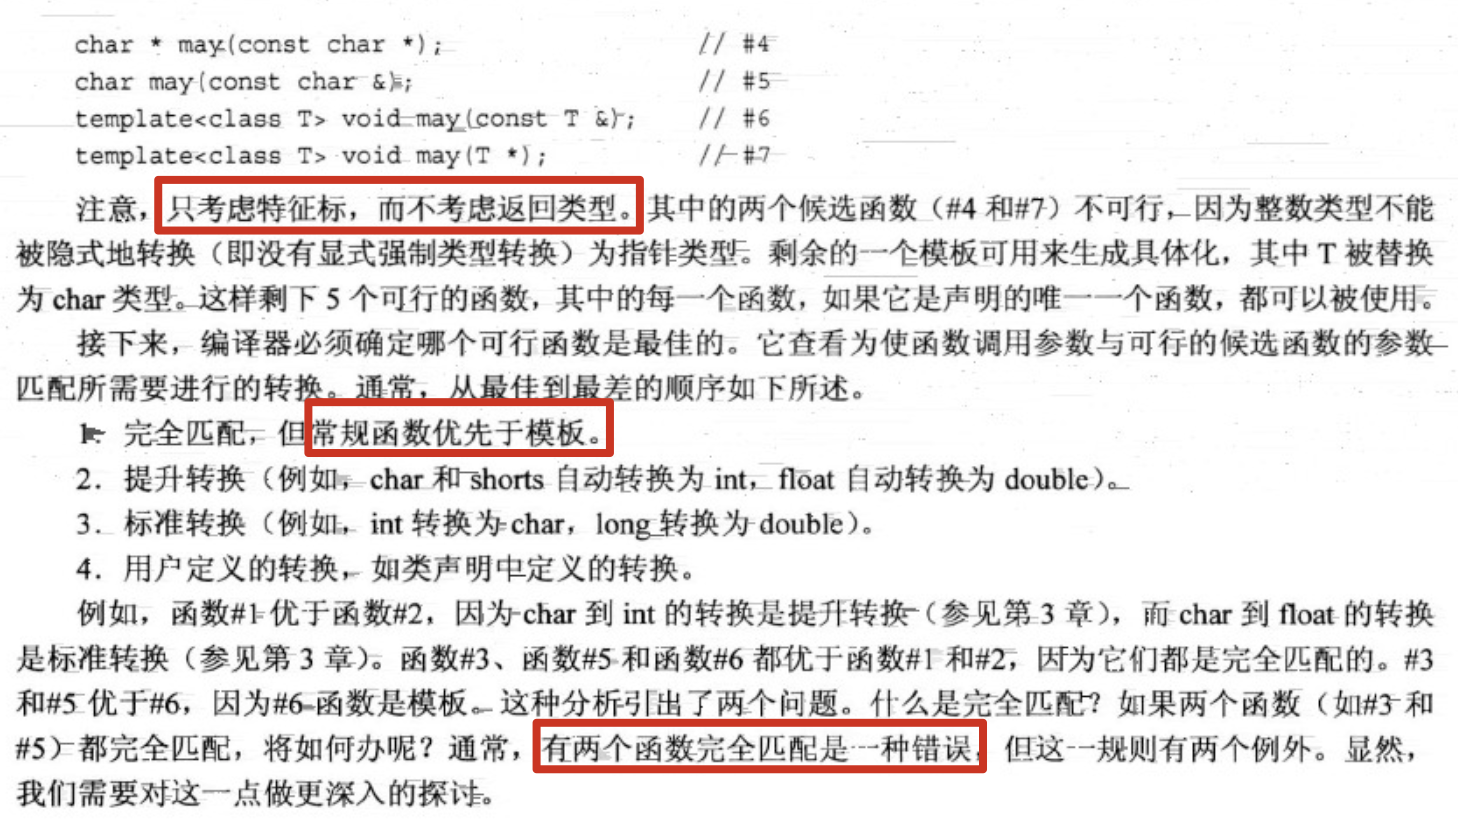 char * may(const char *); // #4
char may(const char &); // #5
template<class T> void may(const T &); // #6
template<class T> void may(T *); // #7
注意，只考虑特征标，而不考虑返回类型。其中的两个候选函数（#4 和#7）不可行，因为整数类型不能
被隐式地转换（即没有显式强制类型转换）为指针类型。剩余的一个模板可用来生成具体化，其中 T 被替换
为 char 类型。这样剩下 5 个可行的函数，其中的每一个函数，如果它是声明的唯一一个函数，都可以被使用。
接下来，编译器必须确定哪个可行函数是最佳的。它查看为使函数调用参数与可行的候选函数的参数
匹配所需要进行的转换。通常，从最佳到最差的顺序如下所述。
1. 完全匹配，但常规函数优先于模板。
2. 提升转换（例如，char 和 shorts 自动转换为 int，float 自动转换为 double）。
3. 标准转换（例如，int 转换为 char，long 转换为 double）。
4. 用户定义的转换，如类声明中定义的转换。
例如，函数#1 优于函数#2，因为 char 到 int 的转换是提升转换（参见第 3 章），而 char 到 float 的转换
是标准转换（参见第 3 章）。函数#3、函数#5 和函数#6 都优于函数#1 和#2，因为它们都是完全匹配的。#3
和#5 优于#6，因为#6 函数是模板。这种分析引出了两个问题。什么是完全匹配？如果两个函数（如#3 和
#5）都完全匹配，将如何办呢？通常，有两个函数完全匹配是一种错误，但这一规则有两个例外。显然，
我们需要对这一点做更深入的探讨。